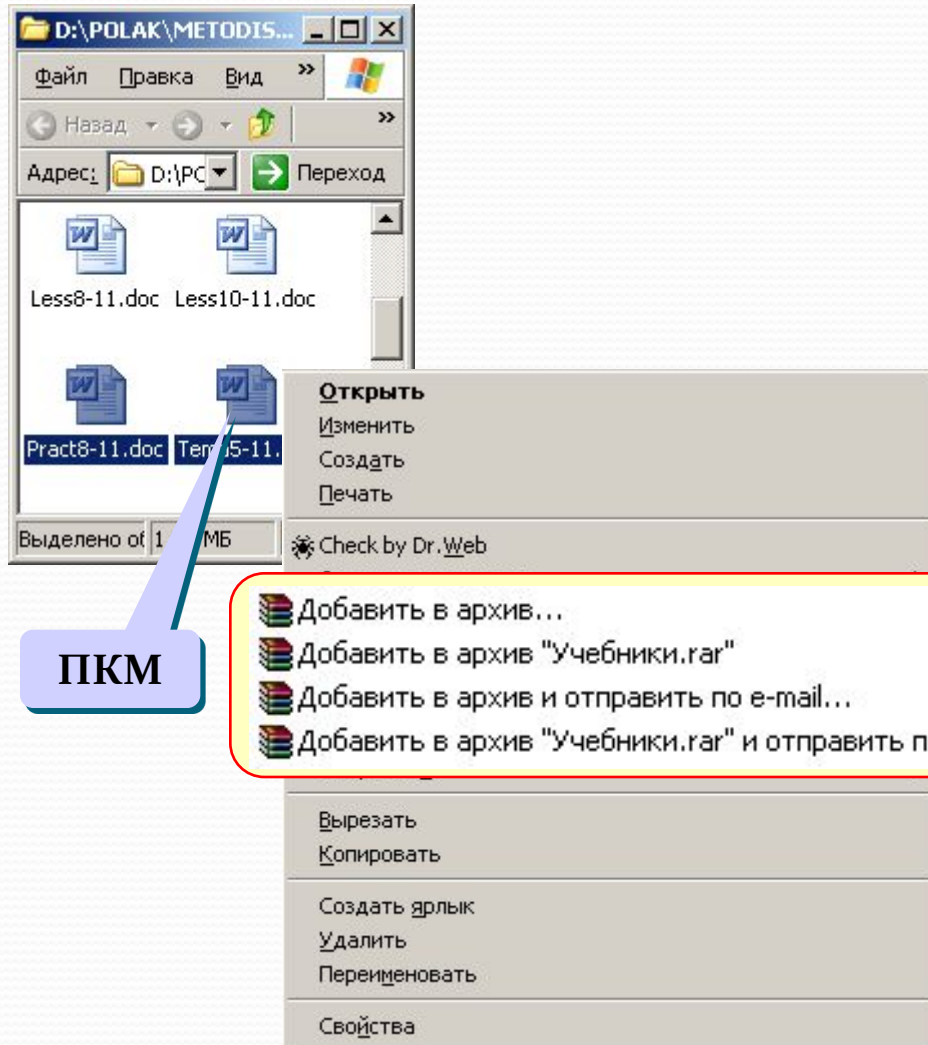 D:\POLAK\METODIS...
Файл Правка Вид »
Назад »
Адрес: D:\PC Переход
Less8-11.doc Less10-11.doc
Pract8-11.doc
Выделено 1 МБ
ПКМ
Открыть
Изменить
Создать
Печать
Check by Dr.Web
Добавить в архив...
Добавить в архив "Учебники.rar"
Добавить в архив и отправить по e-mail...
Добавить в архив "Учебники.rar" и отправить п
Вырезать
Копировать
Создать ярлык
Удалить
Переименовать
Свойства